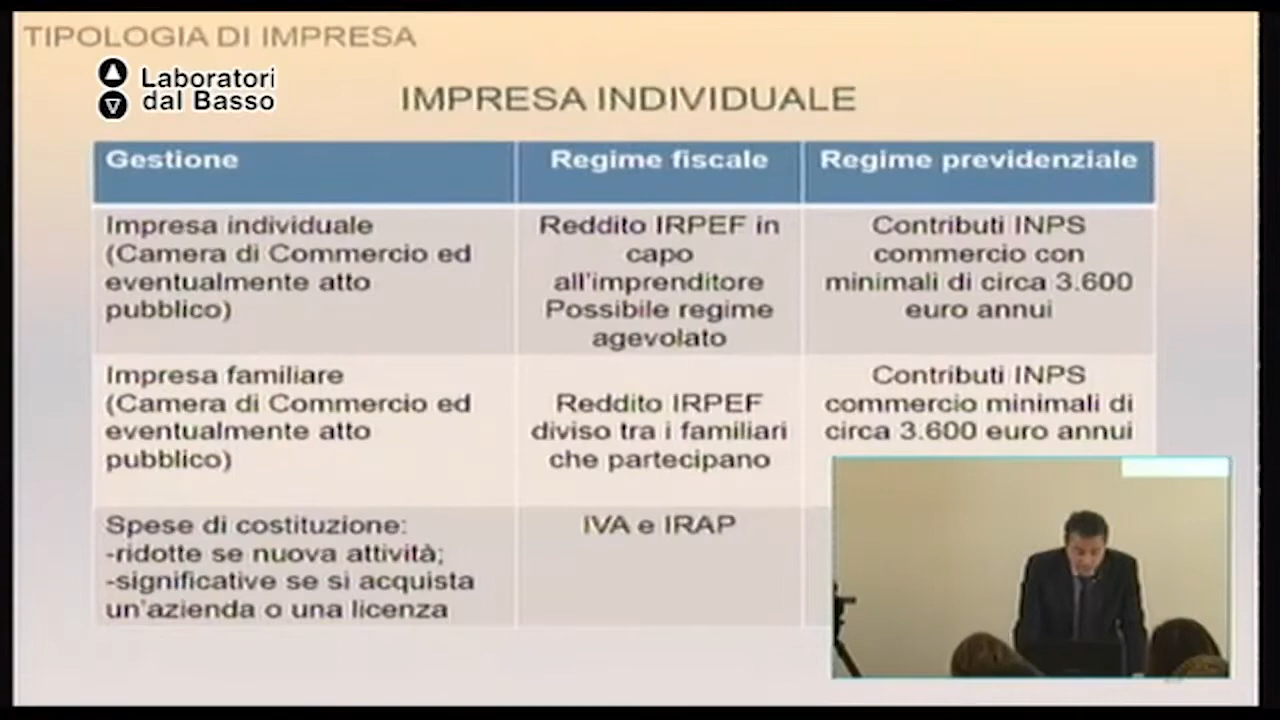 TIPOLOGIA DI IMPRESA
Laboratori
dal Basso
IMPRESA INDIVIDUALE
Gestione
Regime fiscale
Regime previdenziale
Impresa individuale
(Camera di Commercio ed
eventualmente atto
pubblico)
Reddito IRPEF in
capo
all'imprenditore
Possibile regime
agevolato
Contributi INPS
commercio con
minimali di circa 3.600
euro annui
Impresa familiare
(Camera di Commercio ed
eventualmente atto
pubblico)
Reddito IRPEF
diviso tra i familiari
che partecipano
Contributi INPS
commercio minimali di
circa 3.600 euro annui
Spese di costituzione:
-ridotte se nuova attività;
-significative se si acquista
un'azienda o una licenza
IVA e IRAP